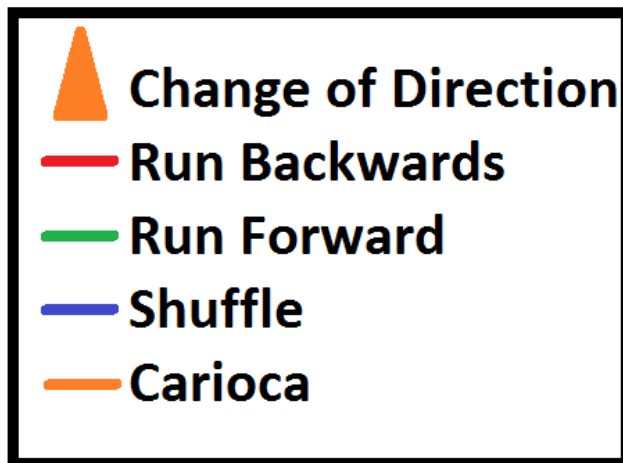 Change of Direction
Run Backwards
Run Forward
Shuffle
Carioca